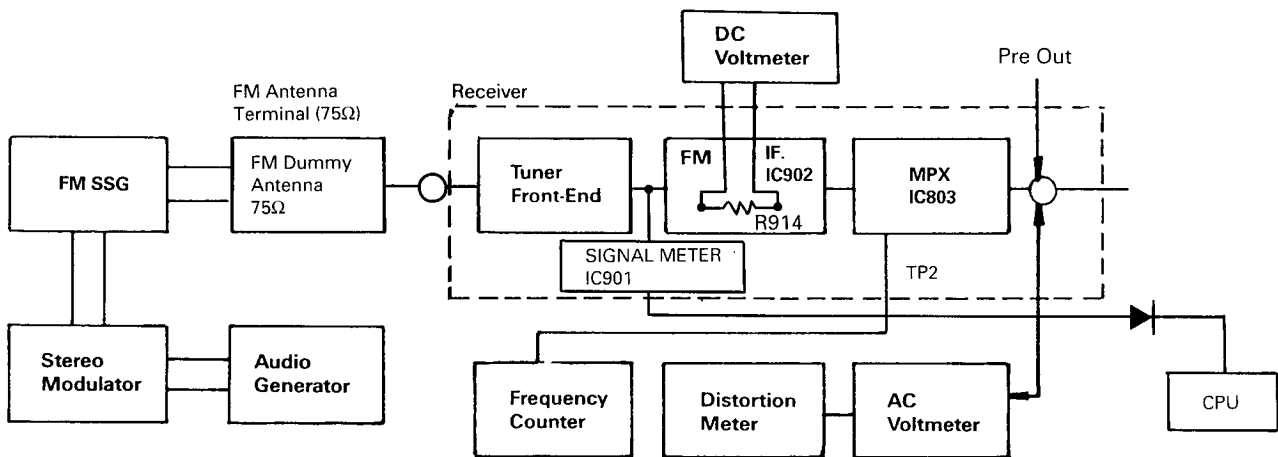 DC
Voltmeter
Pre Out
FM Antenna
Terminal (75Ω)
Receiver
FM SSG
FM Dummy
Antenna
75Ω
Tuner
Front-End
FM
IF.
IC902
R914
MPX
IC803
SIGNAL METER
IC901
TP2
Stereo
Modulator
Audio
Generator
Frequency
Counter
Distortion
Meter
AC
Voltmeter
CPU